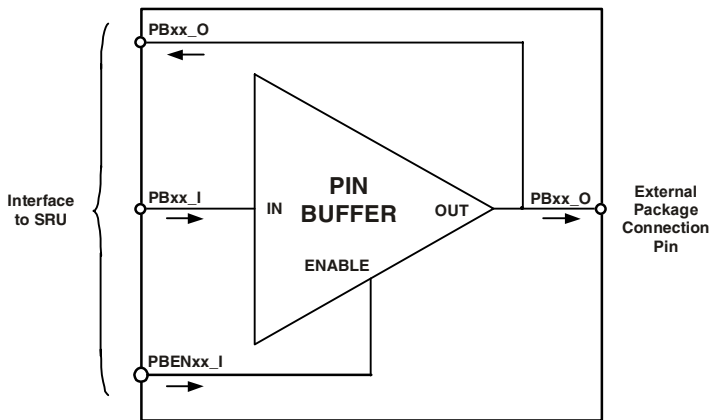 PBxx_O
PBxx_I
Interface
to SRU
IN
PIN
BUFFER
OUT
ENABLE
PBxx_O
External
Package
Connection
Pin
PBENxx_I